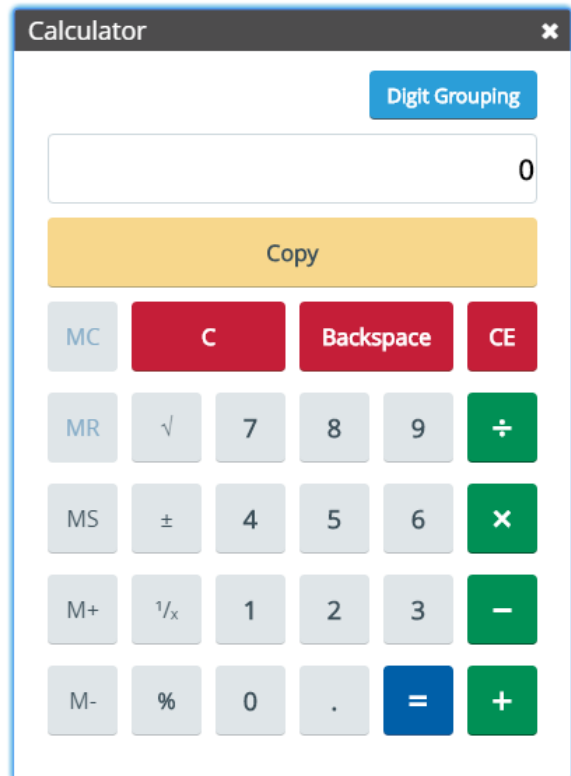 Calculator ✖
Digit Grouping
0
Copy
MC C Backspace CE
MR √ 7 8 9 ÷
MS ± 4 5 6 ×
M+ ¹/ₓ 1 2 3 −
M- % 0 . = +